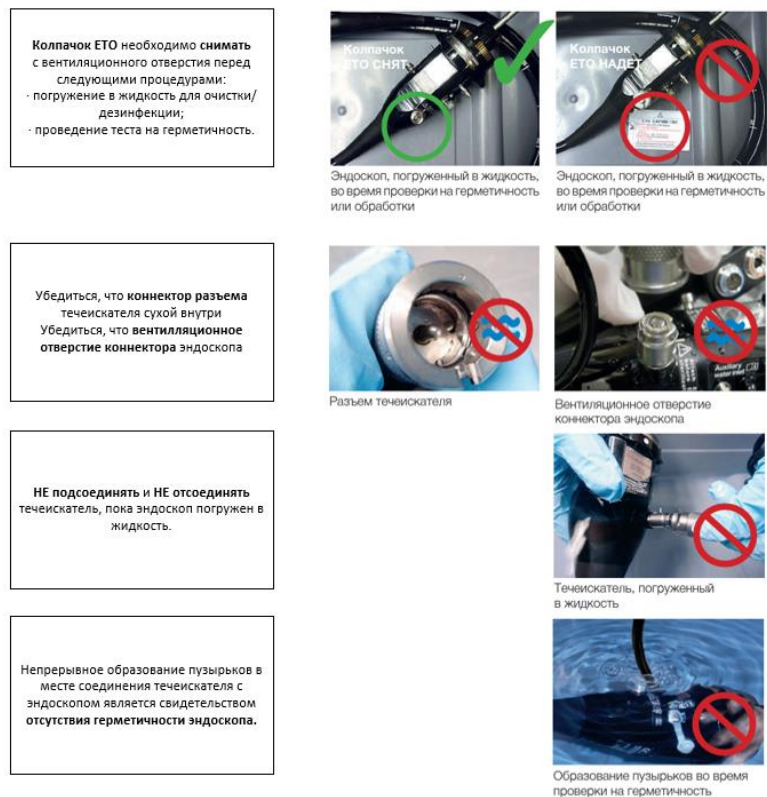 Колпачок ЕТО необходимо снимать
с вентиляционного отверстия перед
следующими процедурами:
· погружение в жидкость для очистки/
дезинфекции;
· проведение теста на герметичность.
Колпачок
ЕТО СНЯТ
Колпачок
ЕТО НАДЕТ
Эндоскоп, погруженный в жидкость,
во время проверки на герметичность
или обработки
Эндоскоп, погруженный в жидкость,
во время проверки на герметичность
или обработки
Убедиться, что коннектор разъема
течеискателя сухой внутри
Убедиться, что вентилляционное
отверстие коннектора эндоскопа
Auxiliary
water inlet
Разъем течеискателя
Вентиляционное отверстие
коннектора эндоскопа
НЕ подсоединять и НЕ отсоединять
течеискатель, пока эндоскоп погружен в
жидкость.
Течеискатель, погруженный
в жидкость
Непрерывное образование пузырьков в
месте соединения течеискателя с
эндоскопом является свидетельством
отсутствия герметичности эндоскопа.
Образование пузырьков во время
проверки на герметичность